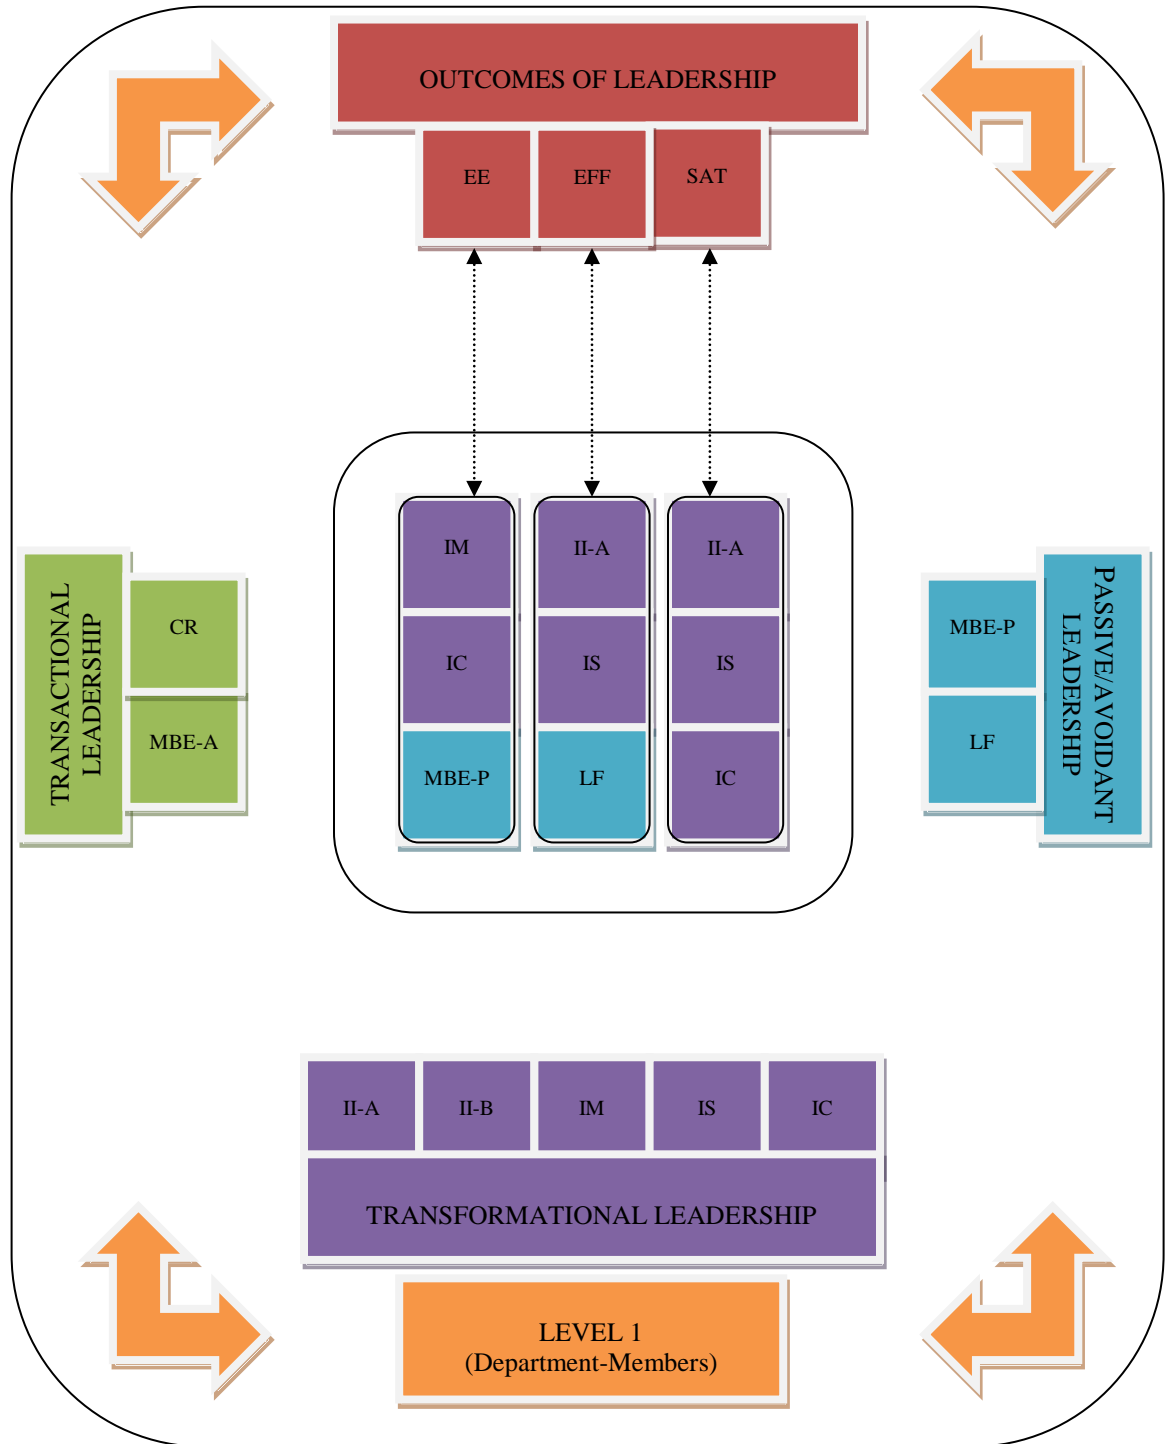 OUTCOMES OF LEADERSHIP
EE
EFF
SAT
IM
II-A
II-A
IC
IS
IS
MBE-P
LF
IC
TRANSACTIONAL
LEADERSHIP
CR
MBE-A
MBE-P
LF
PASSIVE/AVOIDANT
LEADERSHIP
II-A
II-B
IM
IS
IC
TRANSFORMATIONAL LEADERSHIP
LEVEL 1
(Department-Members)